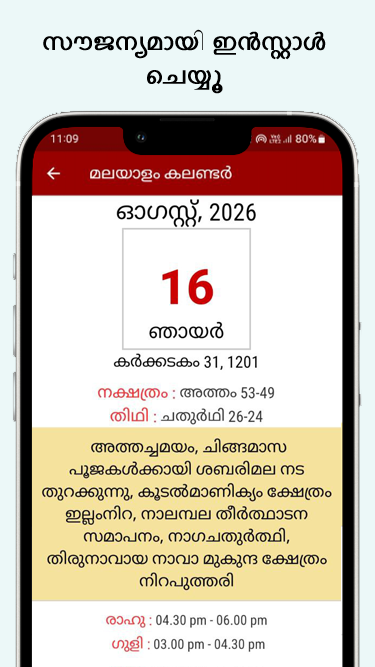 സൗജന്യമായി ഇൻസ്റ്റാൾ
ചെയ്യൂ
11:09
80%
മലയാളം കലണ്ടർ
ഓഗസ്റ്റ്, 2026
16
ഞായർ
കർക്കടകം 31, 1201
നക്ഷത്രം : അത്തം 53-49
തിഥി : ചതുർഥി 26-24
അത്തച്ചമയം, ചിങ്ങമാസ
പൂജകൾക്കായി ശബരിമല നട
തുറക്കുന്നു, കൂടൽമാണിക്യം ക്ഷേത്രം
ഇല്ലംനിറ, നാലമ്പല തീർത്ഥാടന
സമാപനം, നാഗചതുർത്ഥി,
തിരുനാവായ നാവാ മുകുന്ദ ക്ഷേത്രം
നിറപുത്തരി
രാഹു : 04.30 pm - 06.00 pm
ഗുളി : 03.00 pm - 04.30 pm